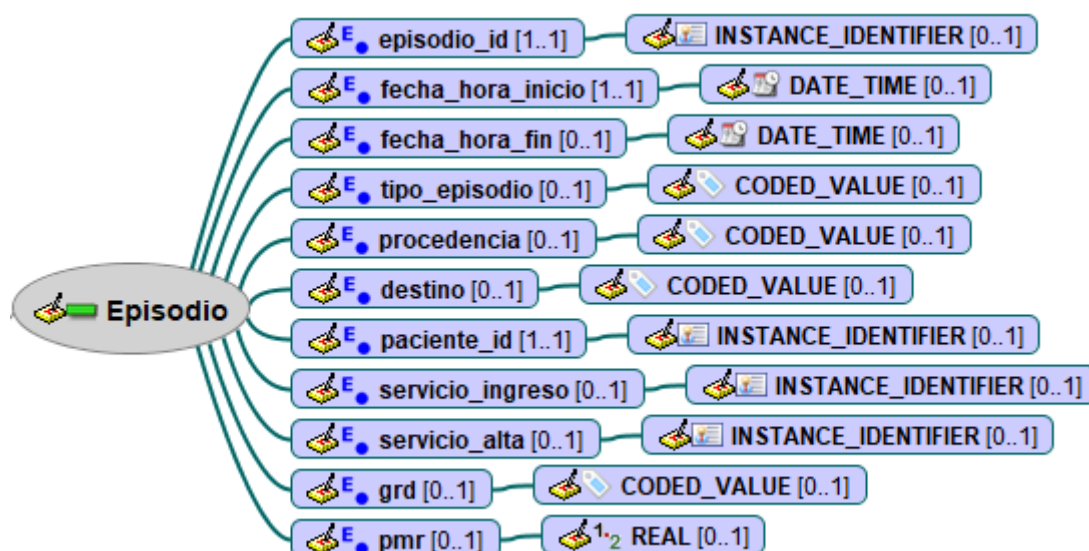 E episodio_id [1..1] INSTANCE_IDENTIFIER [0..1]
E fecha_hora_inicio [1..1] DATE_TIME [0..1]
E fecha_hora_fin [0..1] DATE_TIME [0..1]
E tipo_episodio [0..1] CODED_VALUE [0..1]
E procedencia [0..1] CODED_VALUE [0..1]
E destino [0..1] CODED_VALUE [0..1]
Episodio
E paciente_id [1..1] INSTANCE_IDENTIFIER [0..1]
E servicio_ingreso [0..1] INSTANCE_IDENTIFIER [0..1]
E servicio_alta [0..1] INSTANCE_IDENTIFIER [0..1]
E grd [0..1] CODED_VALUE [0..1]
E pmr [0..1] 1.2 REAL [0..1]